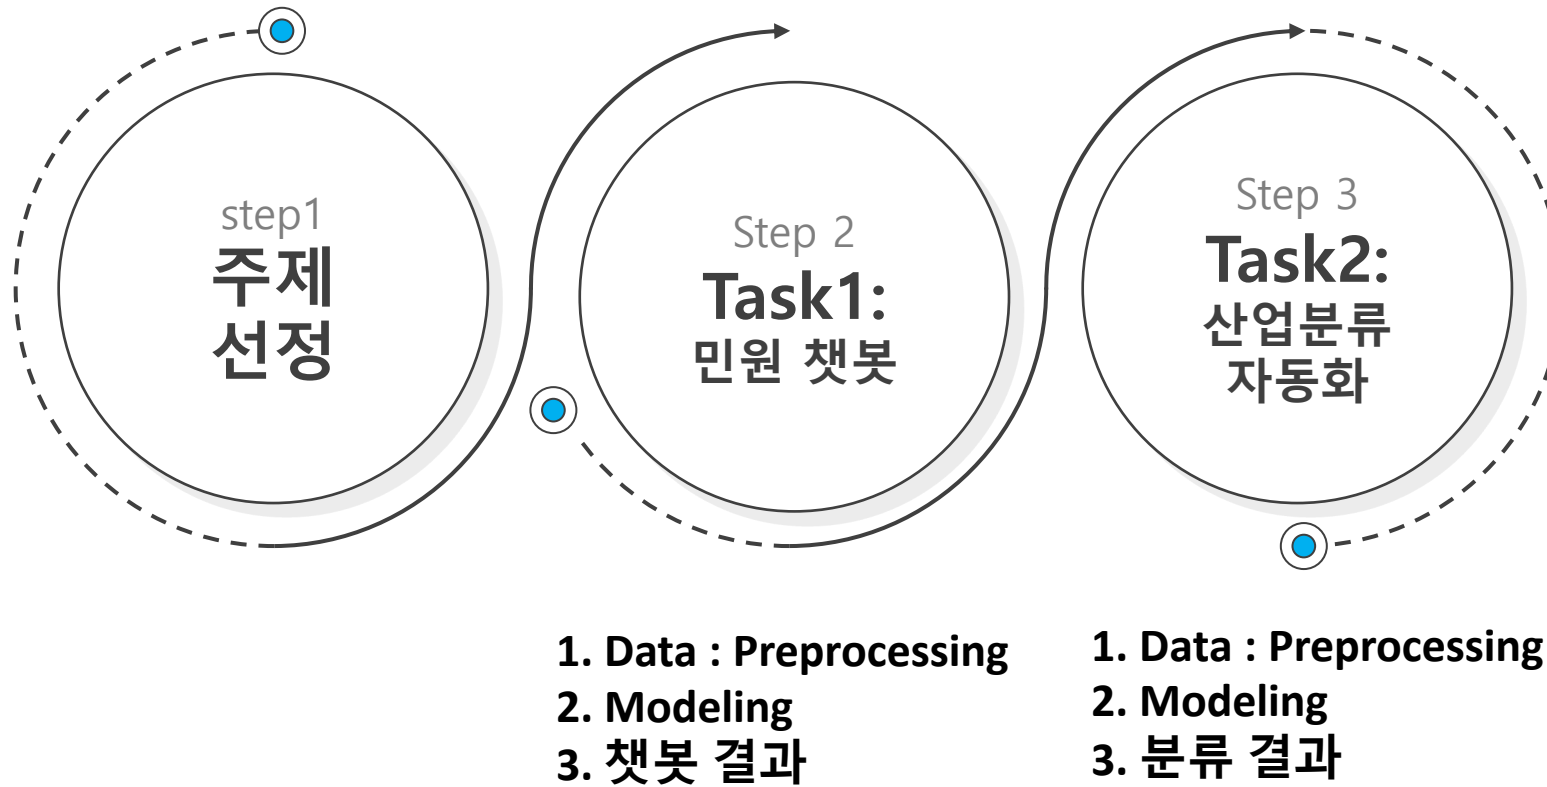 step1
주제
선정
Step 2
Task1:
민원 챗봇
Step 3
Task2:
산업분류
자동화
1. Data : Preprocessing
2. Modeling
3. 챗봇 결과
1. Data : Preprocessing
2. Modeling
3. 분류 결과